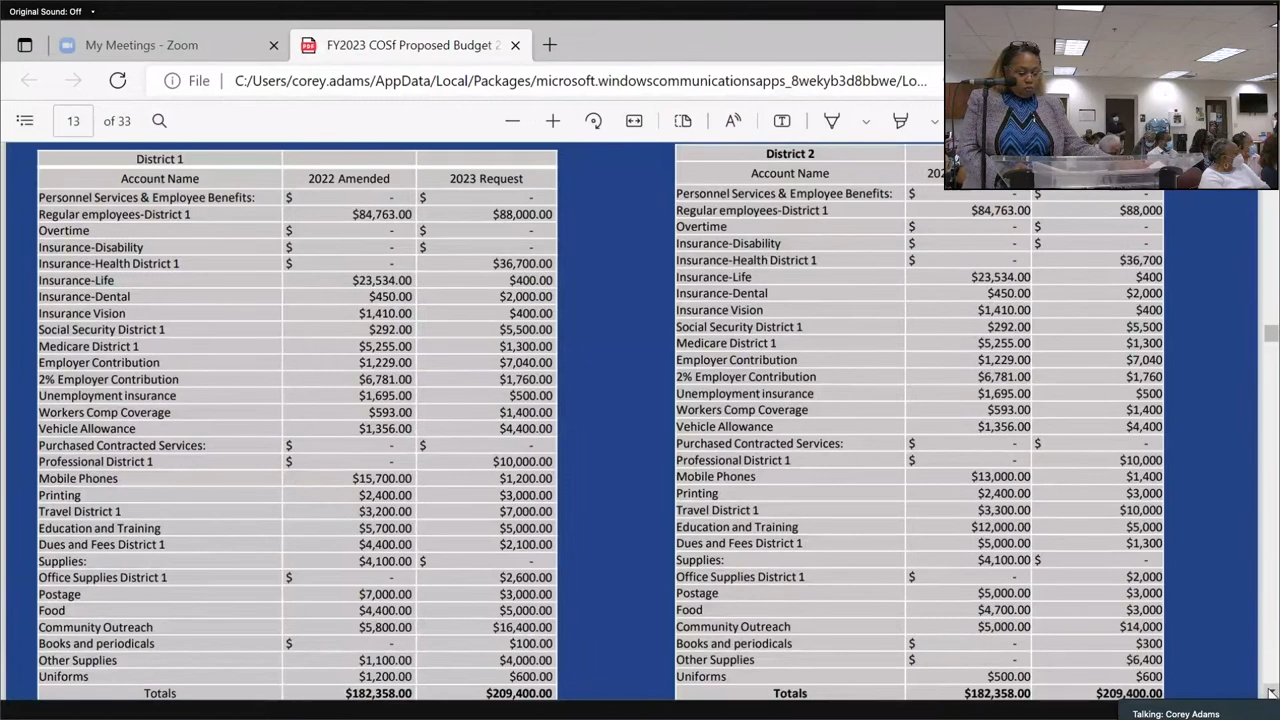 Original Sound: Off
My Meetings - Zoom
FY2023 COSf Proposed Budget 2
File
C:/Users/corey.adams/AppData/Local/Packages/microsoft.windowscommunicationsapps_8wekyb3d8bbwe/Lo...
13 of 33
District 1
Account Name 2022 Amended 2023 Request
Personnel Services & Employee Benefits: $ - $ -
Regular employees-District 1 $84,763.00 $88,000.00
Overtime $ - $ -
Insurance-Disability $ - $ -
Insurance-Health District 1 $ - $36,700.00
Insurance-Life $23,534.00 $400.00
Insurance-Dental $450.00 $2,000.00
Insurance Vision $1,410.00 $400.00
Social Security District 1 $292.00 $5,500.00
Medicare District 1 $5,255.00 $1,300.00
Employer Contribution $1,229.00 $7,040.00
2% Employer Contribution $6,781.00 $1,760.00
Unemployment insurance $1,695.00 $500.00
Workers Comp Coverage $593.00 $1,400.00
Vehicle Allowance $1,356.00 $4,400.00
Purchased Contracted Services: $ - $ -
Professional District 1 $ - $10,000.00
Mobile Phones $15,700.00 $1,200.00
Printing $2,400.00 $3,000.00
Travel District 1 $3,200.00 $7,000.00
Education and Training $5,700.00 $5,000.00
Dues and Fees District 1 $4,400.00 $2,100.00
Supplies: $4,100.00 $ -
Office Supplies District 1 $ - $2,600.00
Postage $7,000.00 $3,000.00
Food $4,400.00 $5,000.00
Community Outreach $5,800.00 $16,400.00
Books and periodicals $ - $100.00
Other Supplies $1,100.00 $4,000.00
Uniforms $1,200.00 $600.00
Totals $182,358.00 $209,400.00
District 2
Account Name 20
Personnel Services & Employee Benefits: $ - $ -
Regular employees-District 1 $84,763.00 $88,000
Overtime $ - $ -
Insurance-Disability $ - $ -
Insurance-Health District 1 $ - $36,700
Insurance-Life $23,534.00 $400
Insurance-Dental $450.00 $2,000
Insurance Vision $1,410.00 $400
Social Security District 1 $292.00 $5,500
Medicare District 1 $5,255.00 $1,300
Employer Contribution $1,229.00 $7,040
2% Employer Contribution $6,781.00 $1,760
Unemployment insurance $1,695.00 $500
Workers Comp Coverage $593.00 $1,400
Vehicle Allowance $1,356.00 $4,400
Purchased Contracted Services: $ - $ -
Professional District 1 $ - $10,000
Mobile Phones $13,000.00 $1,400
Printing $2,400.00 $3,000
Travel District 1 $3,300.00 $10,000
Education and Training $12,000.00 $5,000
Dues and Fees District 1 $5,000.00 $1,300
Supplies: $4,100.00 $ -
Office Supplies District 1 $ - $2,000
Postage $5,000.00 $3,000
Food $4,700.00 $3,000
Community Outreach $5,000.00 $14,000
Books and periodicals $ - $300
Other Supplies $ - $6,400
Uniforms $500.00 $600
Totals $182,358.00 $209,400.00
Talking: Corey Adams